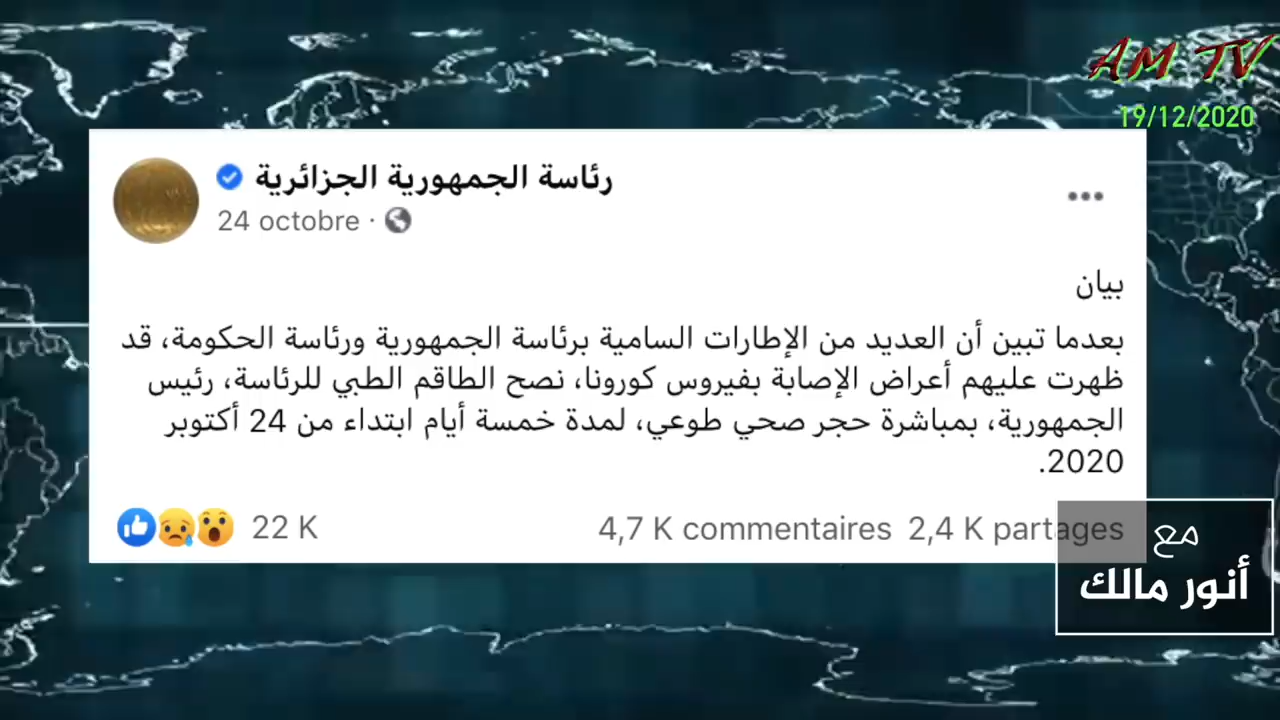 AM TV
19/12/2020
رئاسة الجمهورية الجزائرية
24 octobre ·
بيان
بعدما تبين أن العديد من الإطارات السامية برئاسة الجمهورية ورئاسة الحكومة، قد
ظهرت عليهم أعراض الإصابة بفيروس كورونا، نصح الطاقم الطبي للرئاسة، رئيس
الجمهورية، بمباشرة حجر صحي طوعي، لمدة خمسة أيام ابتداء من 24 أكتوبر
2020.
22 K
4,7 K commentaires 2,4 K partages
مع
أنور مالك